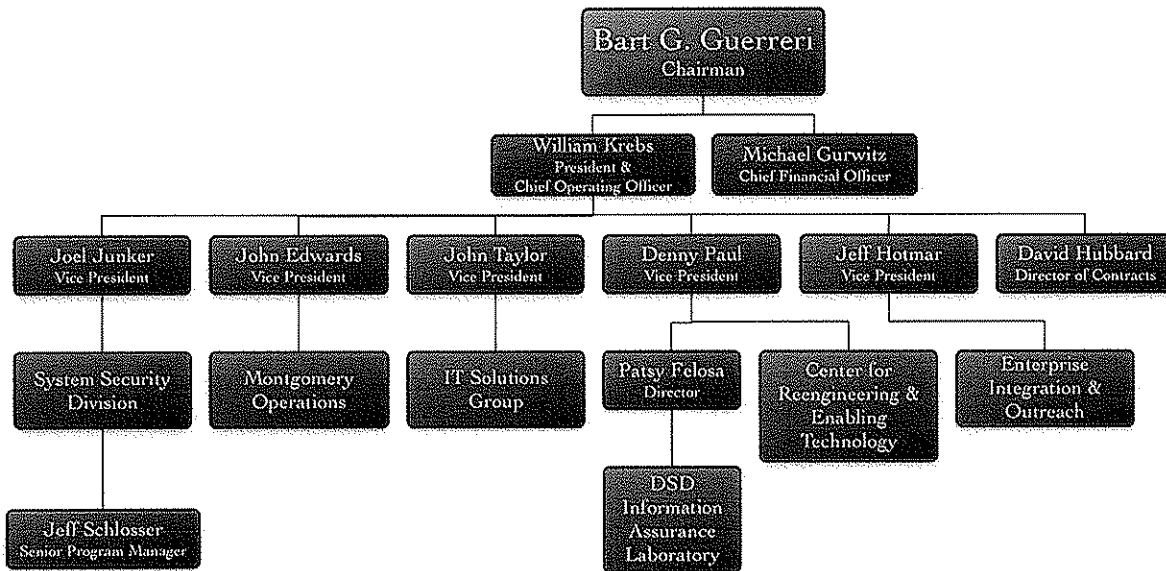 Bart G. Guerreri
Chairman
William Krebs
President &
Chief Operating Officer
Michael Gurwitz
Chief Financial Officer
Joel Junker
Vice President
John Edwards
Vice President
John Taylor
Vice President
Denny Paul
Vice President
Jeff Hotmar
Vice President
David Hubbard
Director of Contracts
System Security
Division
Montgomery
Operations
IT Solutions
Group
Patsy Felosa
Director
Center for
Reengineering &
Enabling
Technology
Enterprise
Integration &
Outreach
Jeff Schlosser
Senior Program Manager
DSD
Information
Assurance
Laboratory